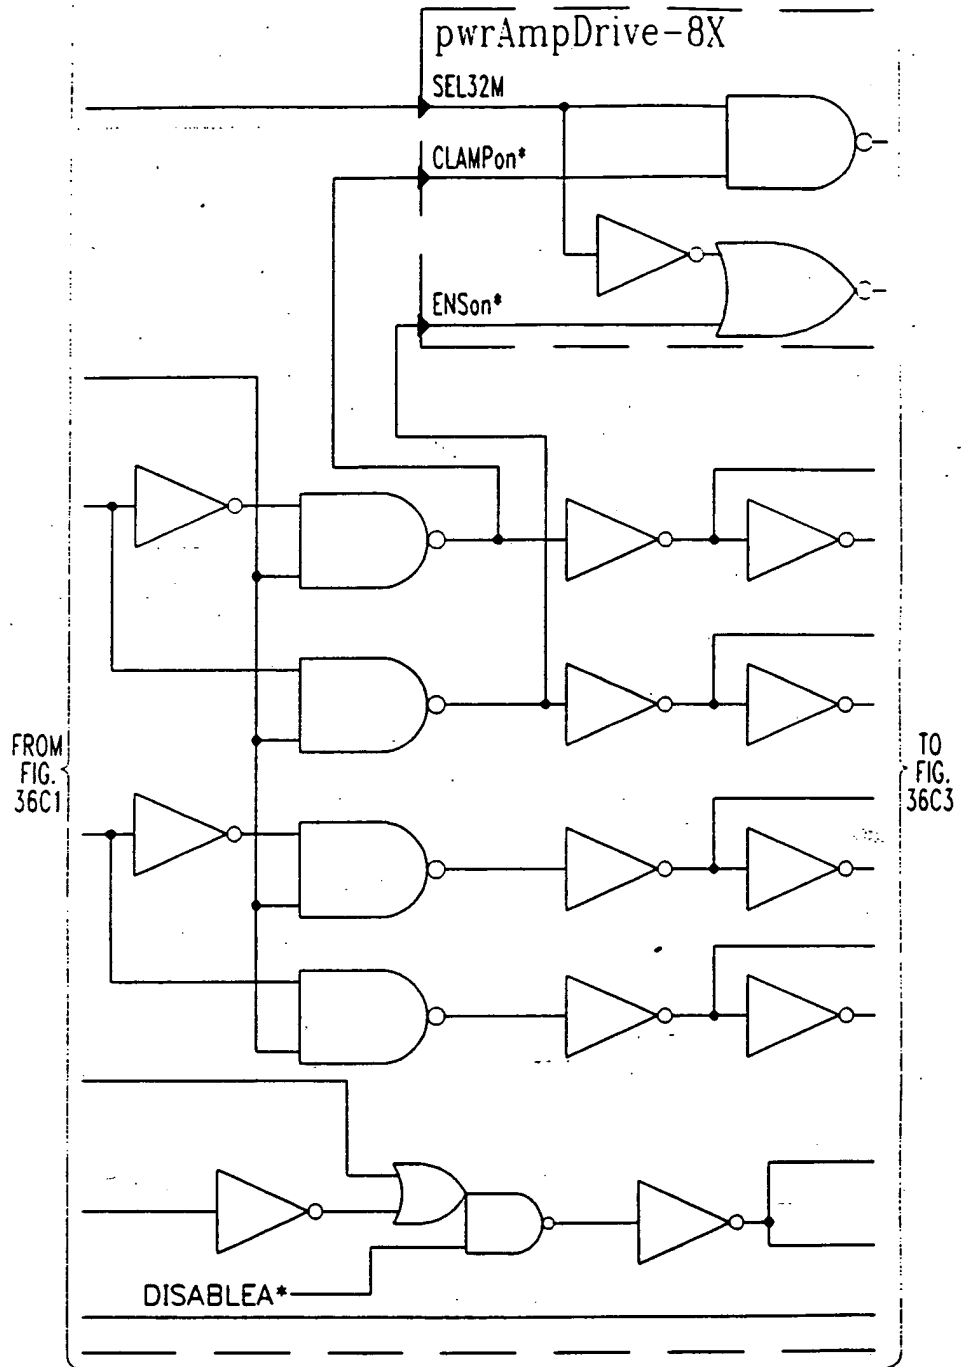 pwrAmpDrive-8X
SEL32M
CLAMPon*
ENSon*
FROM
FIG.
36C1
TO
FIG.
36C3
DISABLEA*